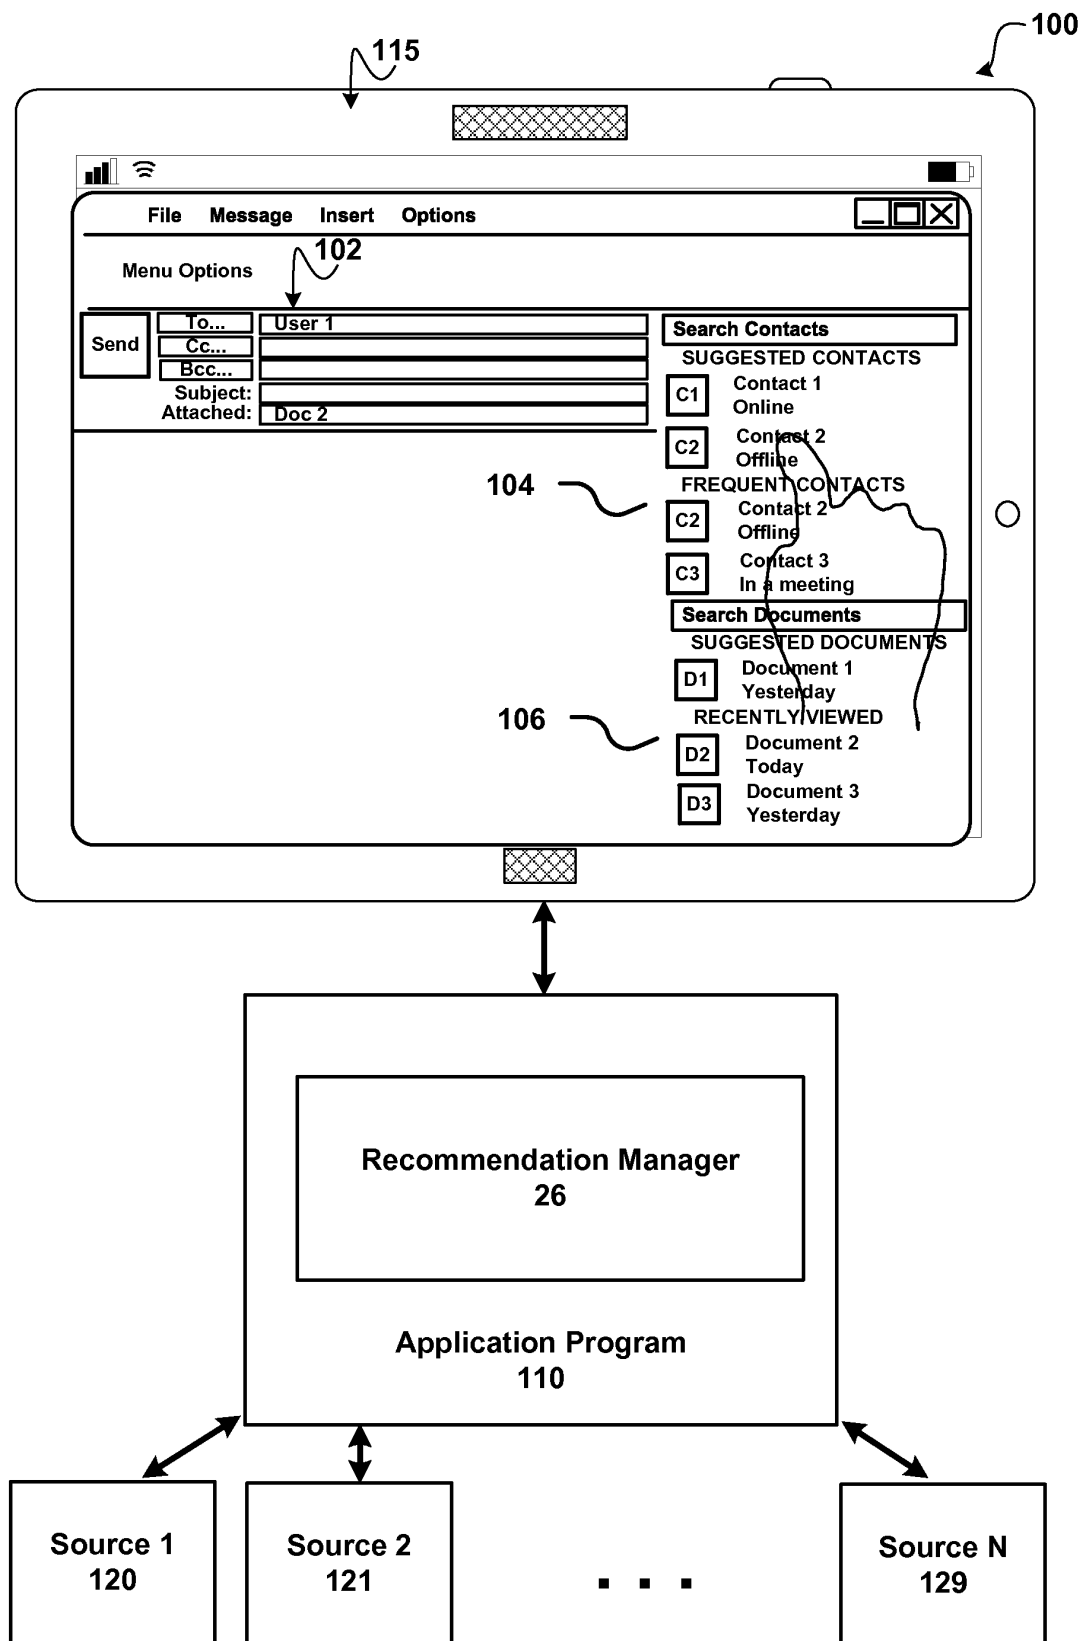 100
115
File Message Insert Options
102
Menu Options
Send
To... User 1
Cc...
Bcc...
Subject:
Attached: Doc 2
Search Contacts
SUGGESTED CONTACTS
C1 Contact 1
Online
C2 Contact 2
Offline
104
FREQUENT CONTACTS
C2 Contact 2
Offline
C3 Contact 3
In a meeting
Search Documents
SUGGESTED DOCUMENTS
D1 Document 1
Yesterday
106
RECENTLY VIEWED
D2 Document 2
Today
D3 Document 3
Yesterday
Recommendation Manager
26
Application Program
110
Source 1
120
Source 2
121
. . .
Source N
129